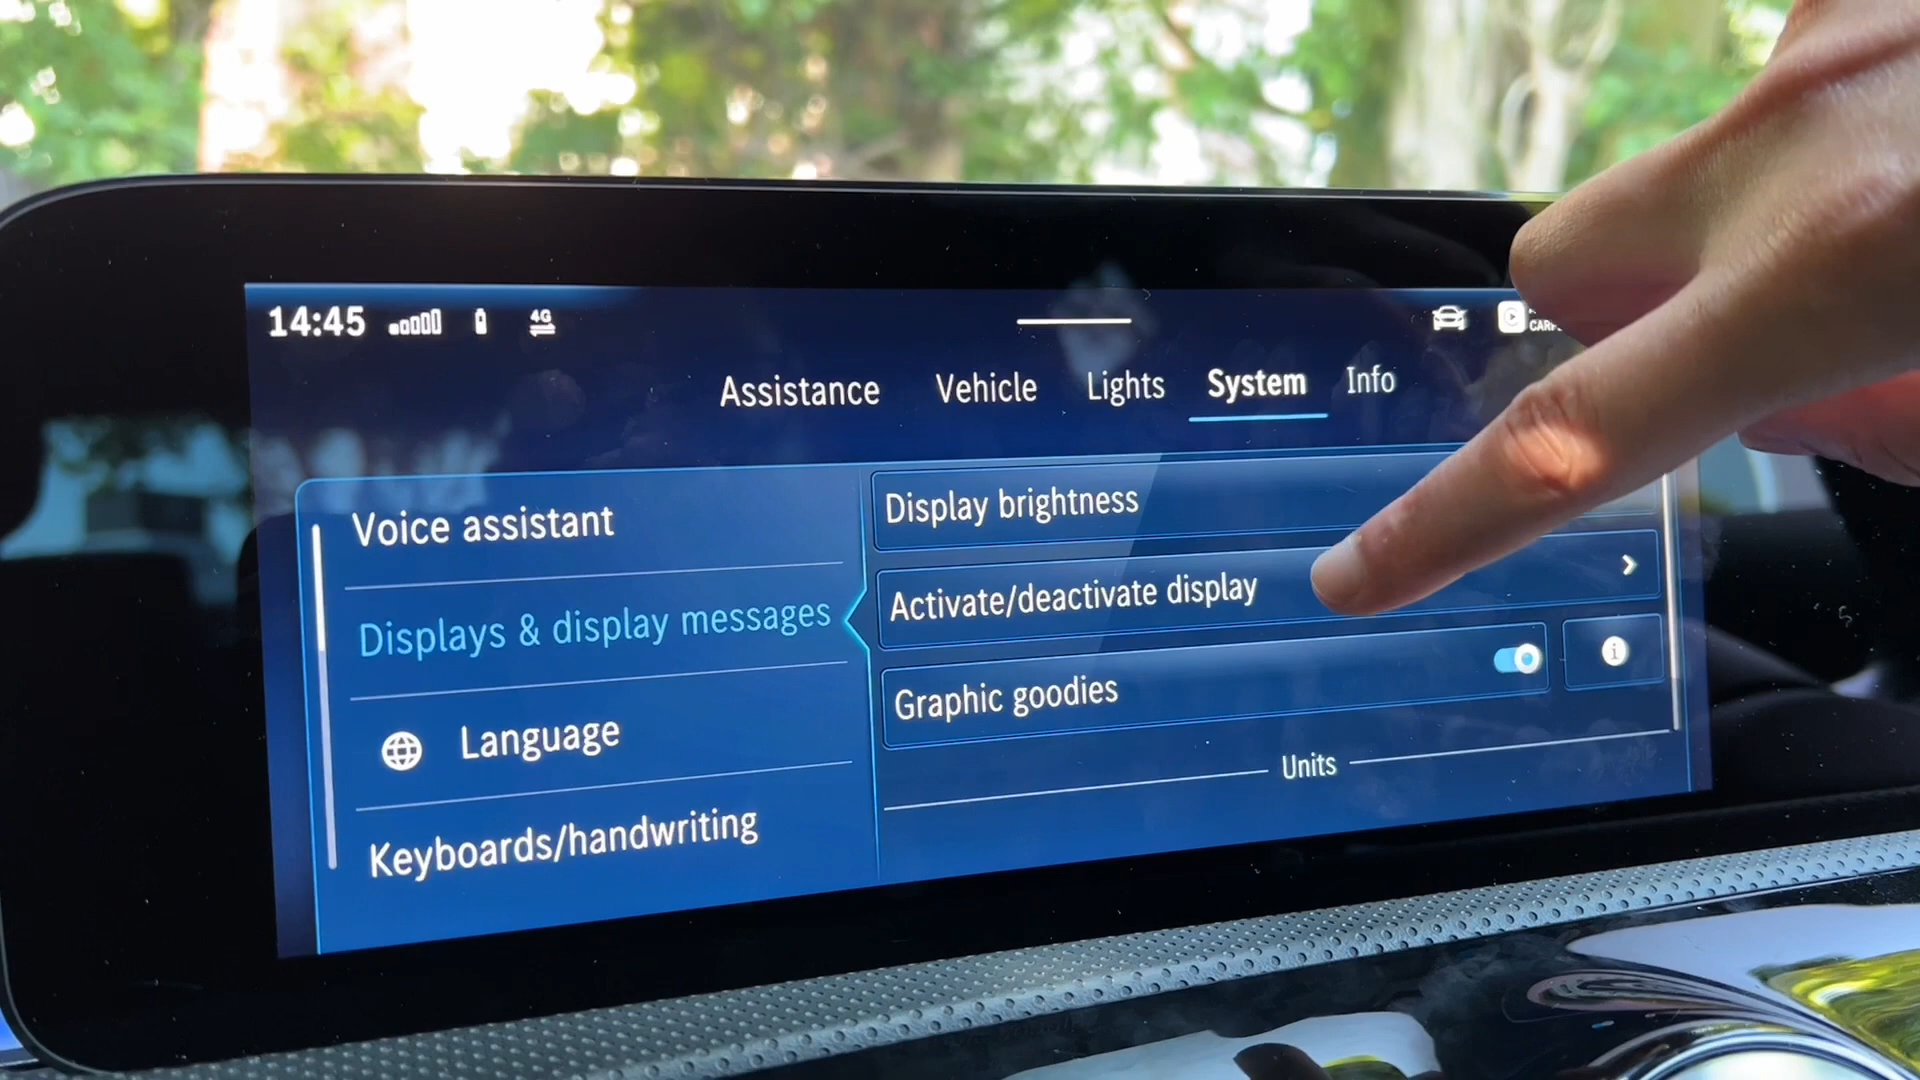 14:45 4G
Assistance Vehicle Lights System Info
Voice assistant
Displays & display messages
Language
Keyboards/handwriting
Display brightness
Activate/deactivate display
Graphic goodies
Units